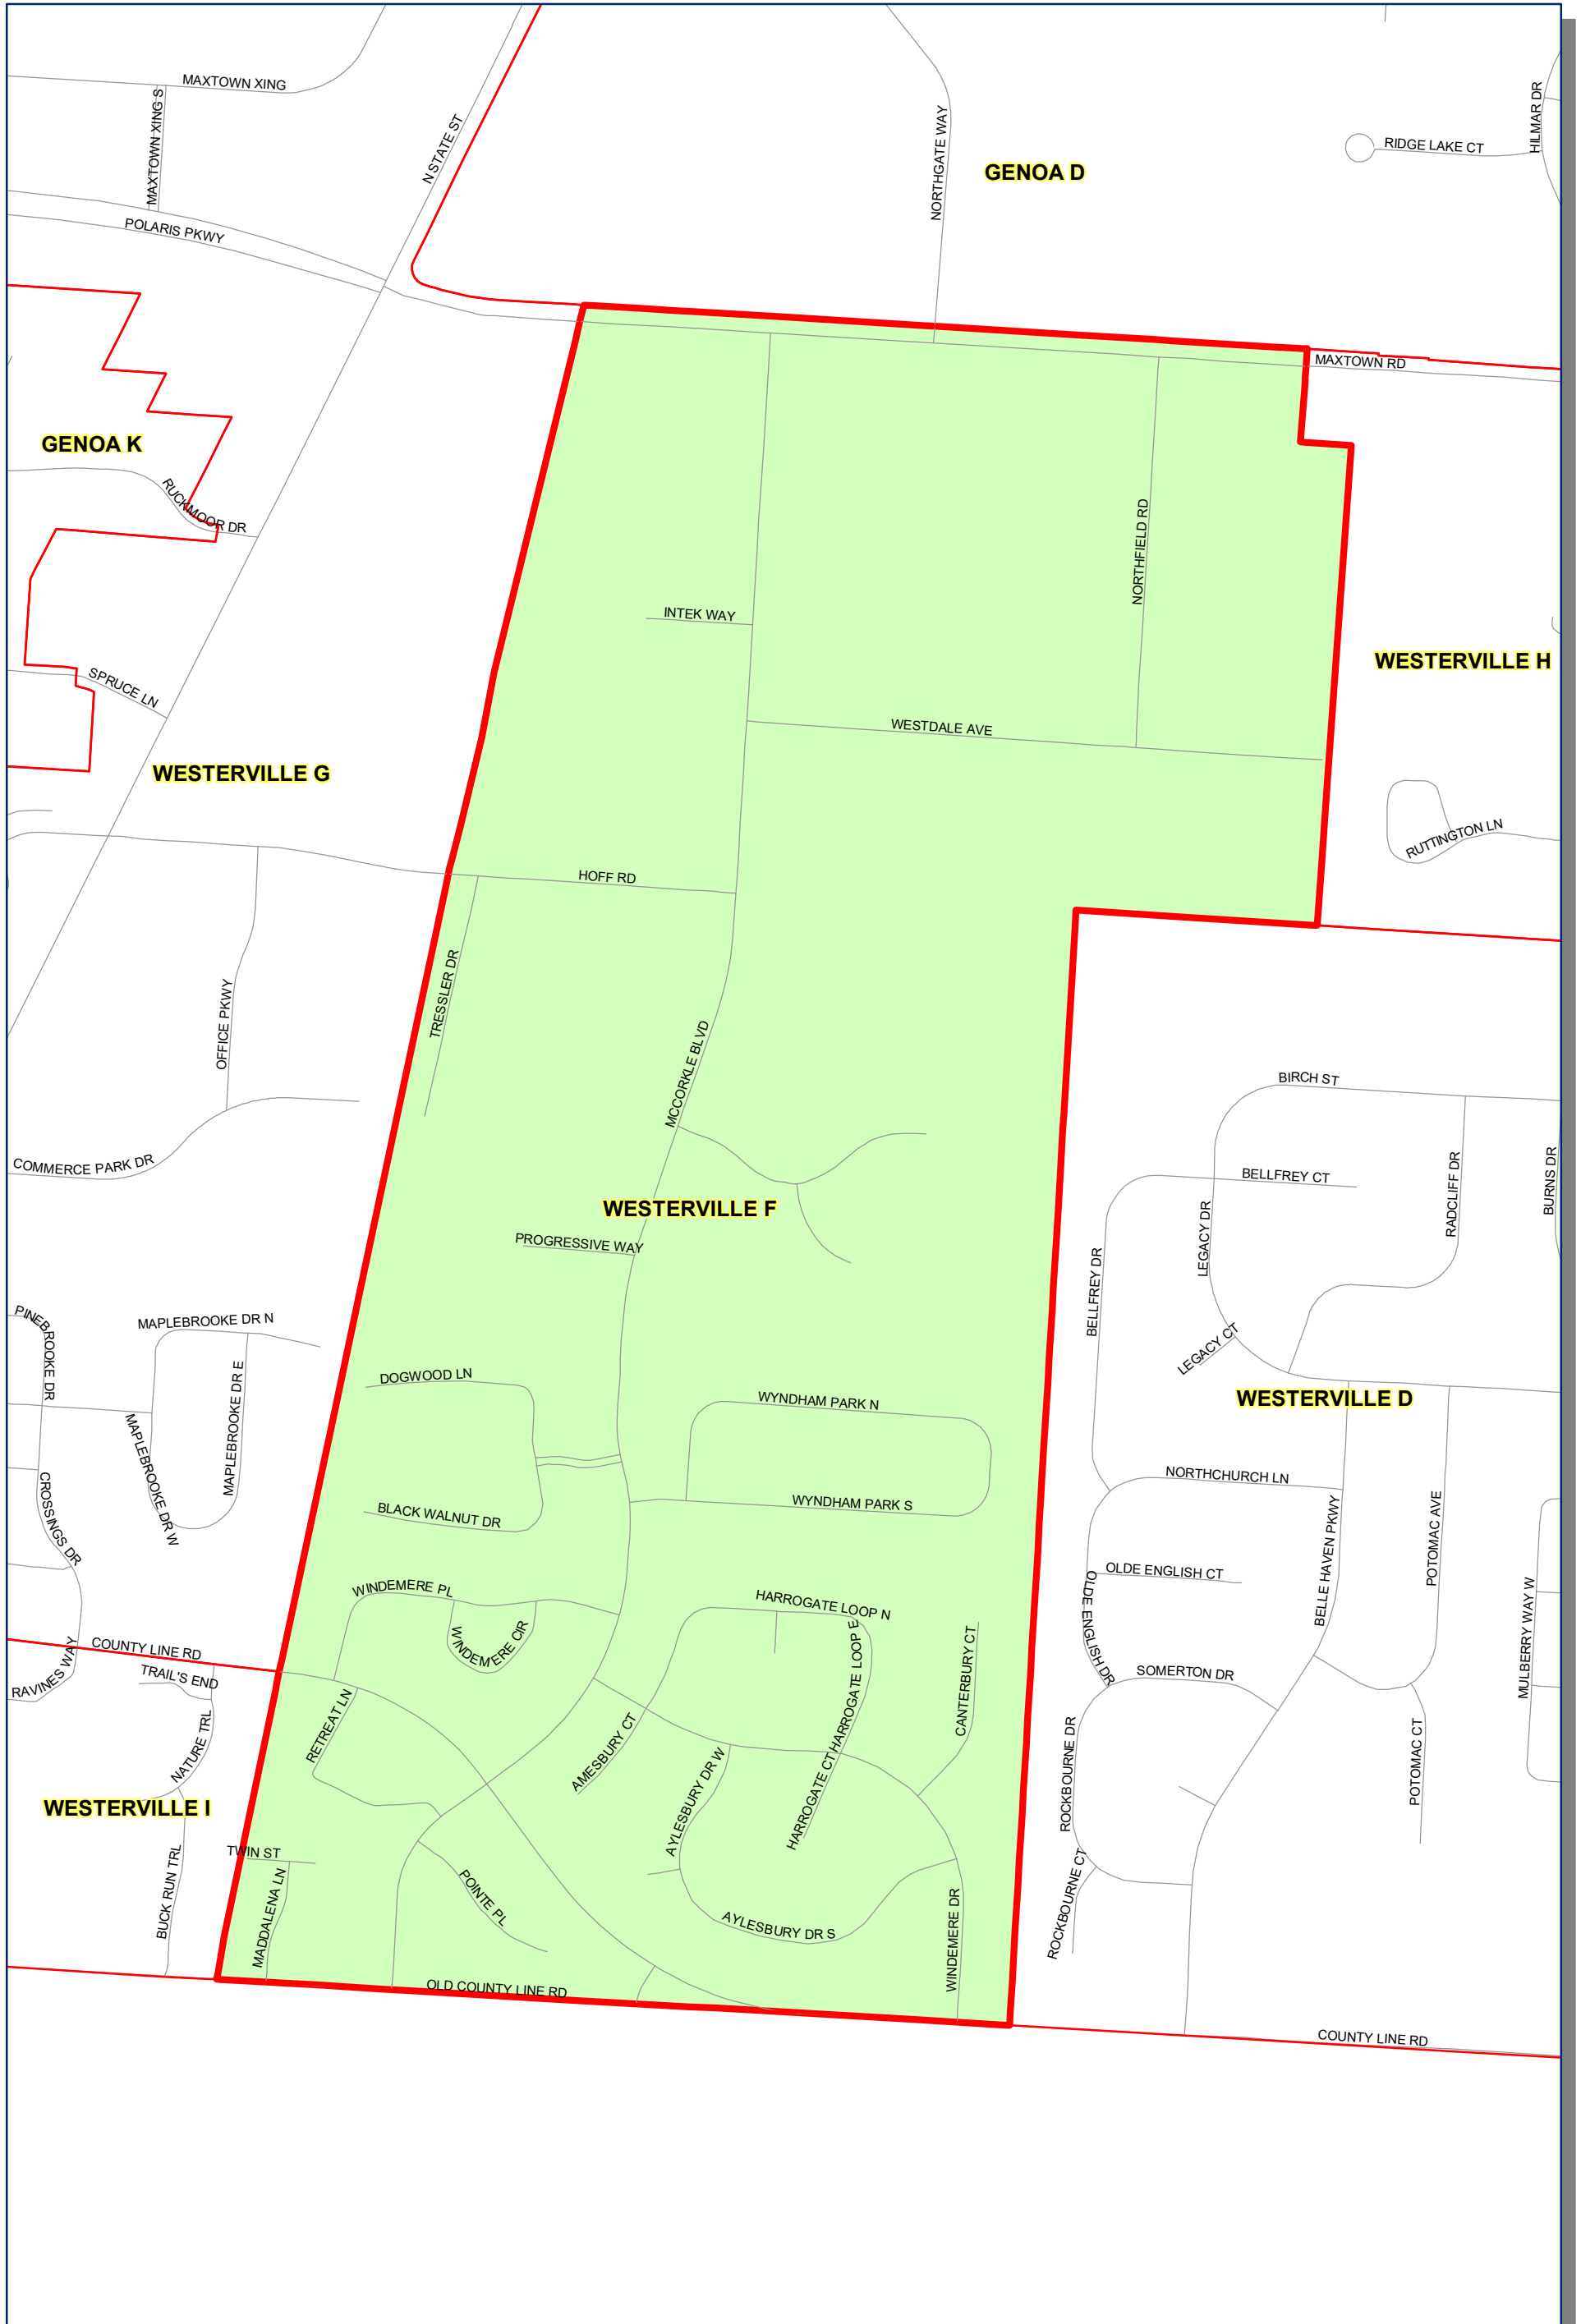 MAXTOWN XING
MAXTOWN XING S
N STATE ST
NORTHGATE WAY
HILMAR DR
RIDGE LAKE CT
GENOA D
POLARIS PKWY
MAXTOWN RD
GENOA K
RUCKMOOR DR
NORTHFIELD RD
INTEK WAY
WESTERVILLE H
SPRUCE LN
WESTDALE AVE
WESTERVILLE G
RUTTINGTON LN
HOFF RD
TRESSLER DR
OFFICE PKWY
MCCORKLE BLVD
BIRCH ST
COMMERCE PARK DR
BELLFREY CT
RADCLIFF DR
BURNS DR
LEGACY DR
WESTERVILLE F
PROGRESSIVE WAY
BELLFREY DR
PINEBROOKE DR
MAPLEBROOKE DR N
MAPLEBROOKE DR E
LEGACY CT
DOGWOOD LN
WYNDHAM PARK N
WESTERVILLE D
MAPLEBROOKE DR W
CROSSINGS DR
NORTHCHURCH LN
WYNDHAM PARK S
BLACK WALNUT DR
BELLE HAVEN PKWY
POTOMAC AVE
OLDE ENGLISH CT
OLDE ENGLISH DR
MULBERRY WAY W
WINDEMERE PL
WINDEMERE CIR
HARROGATE LOOP N
HARROGATE LOOP E
CANTERBURY CT
COUNTY LINE RD
TRAIL'S END
RAVINES WAY
SOMERTON DR
RETREAT LN
NATURE TRL
AMESBURY CT
ROCKBOURNE DR
POTOMAC CT
AYLESBURY DR W
HARROGATE CT
WESTERVILLE I
TWIN ST
BUCK RUN TRL
MADDALENA LN
POINTE PL
ROCKBOURNE CT
AYLESBURY DR S
WINDEMERE DR
OLD COUNTY LINE RD
COUNTY LINE RD